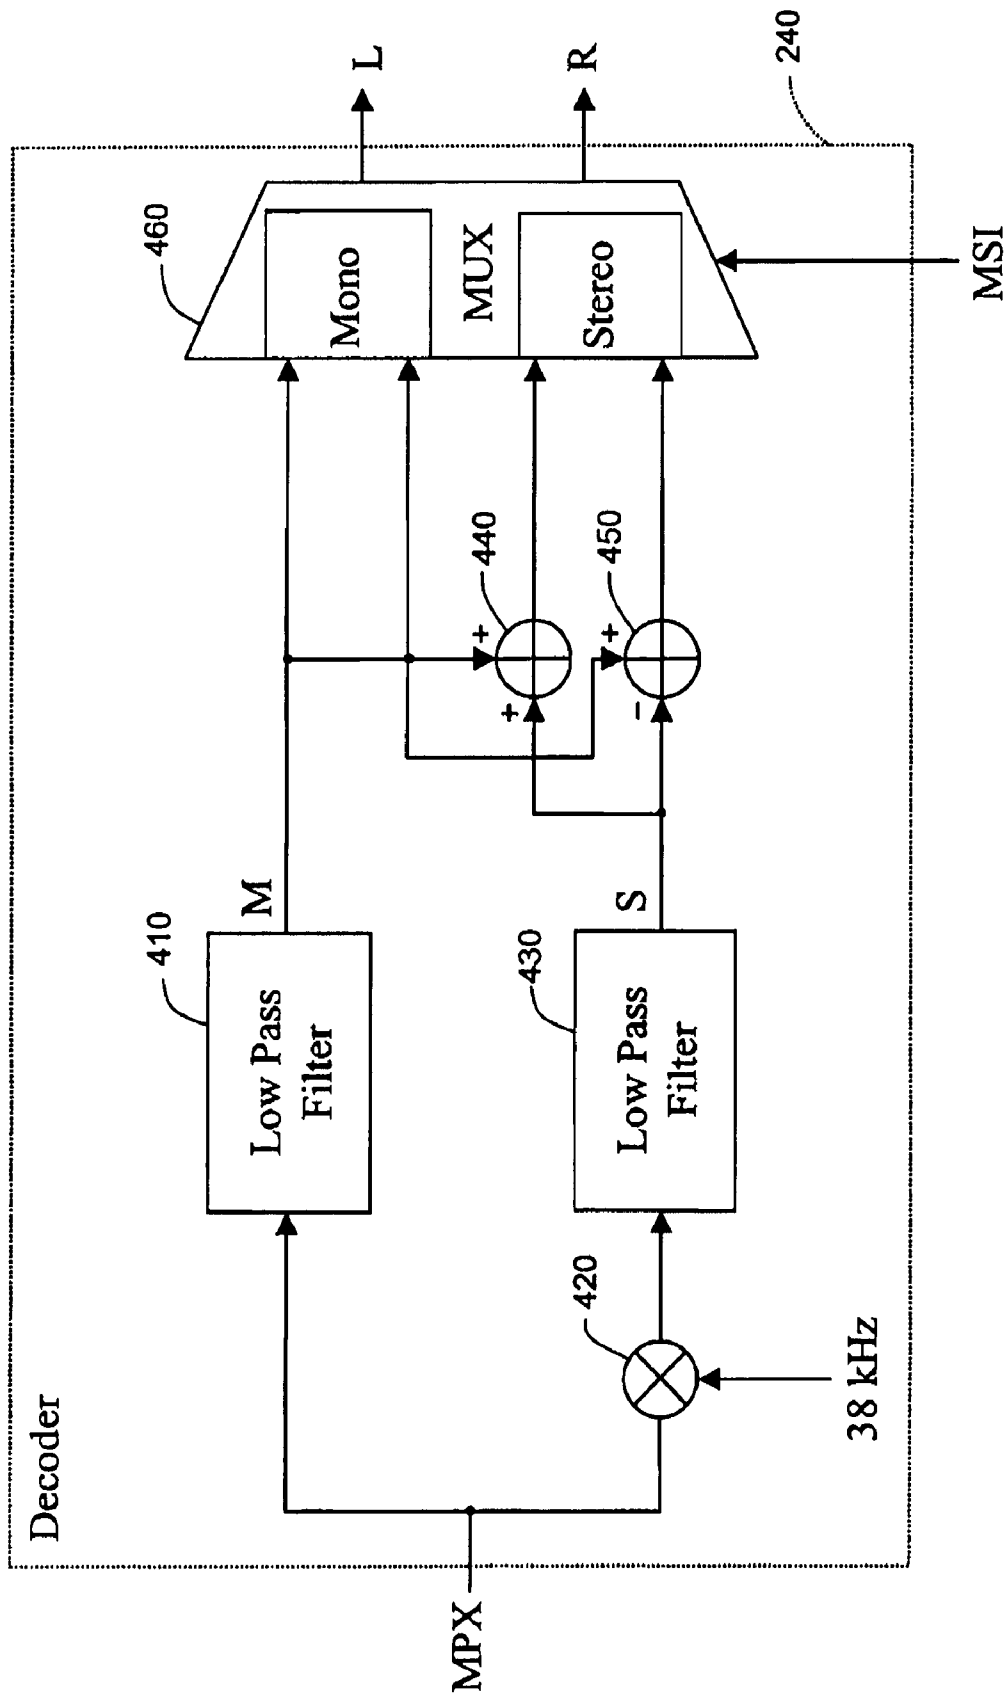 Decoder
MPX
410
Low Pass
Filter
M
420
38 kHz
430
Low Pass
Filter
S
+
+
440
+
-
450
460
Mono
MUX
Stereo
MSI
L
R
240